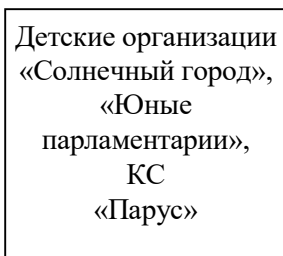 Детские организации
«Солнечный город»,
«Юные
парламентарии»,
КС
«Парус»